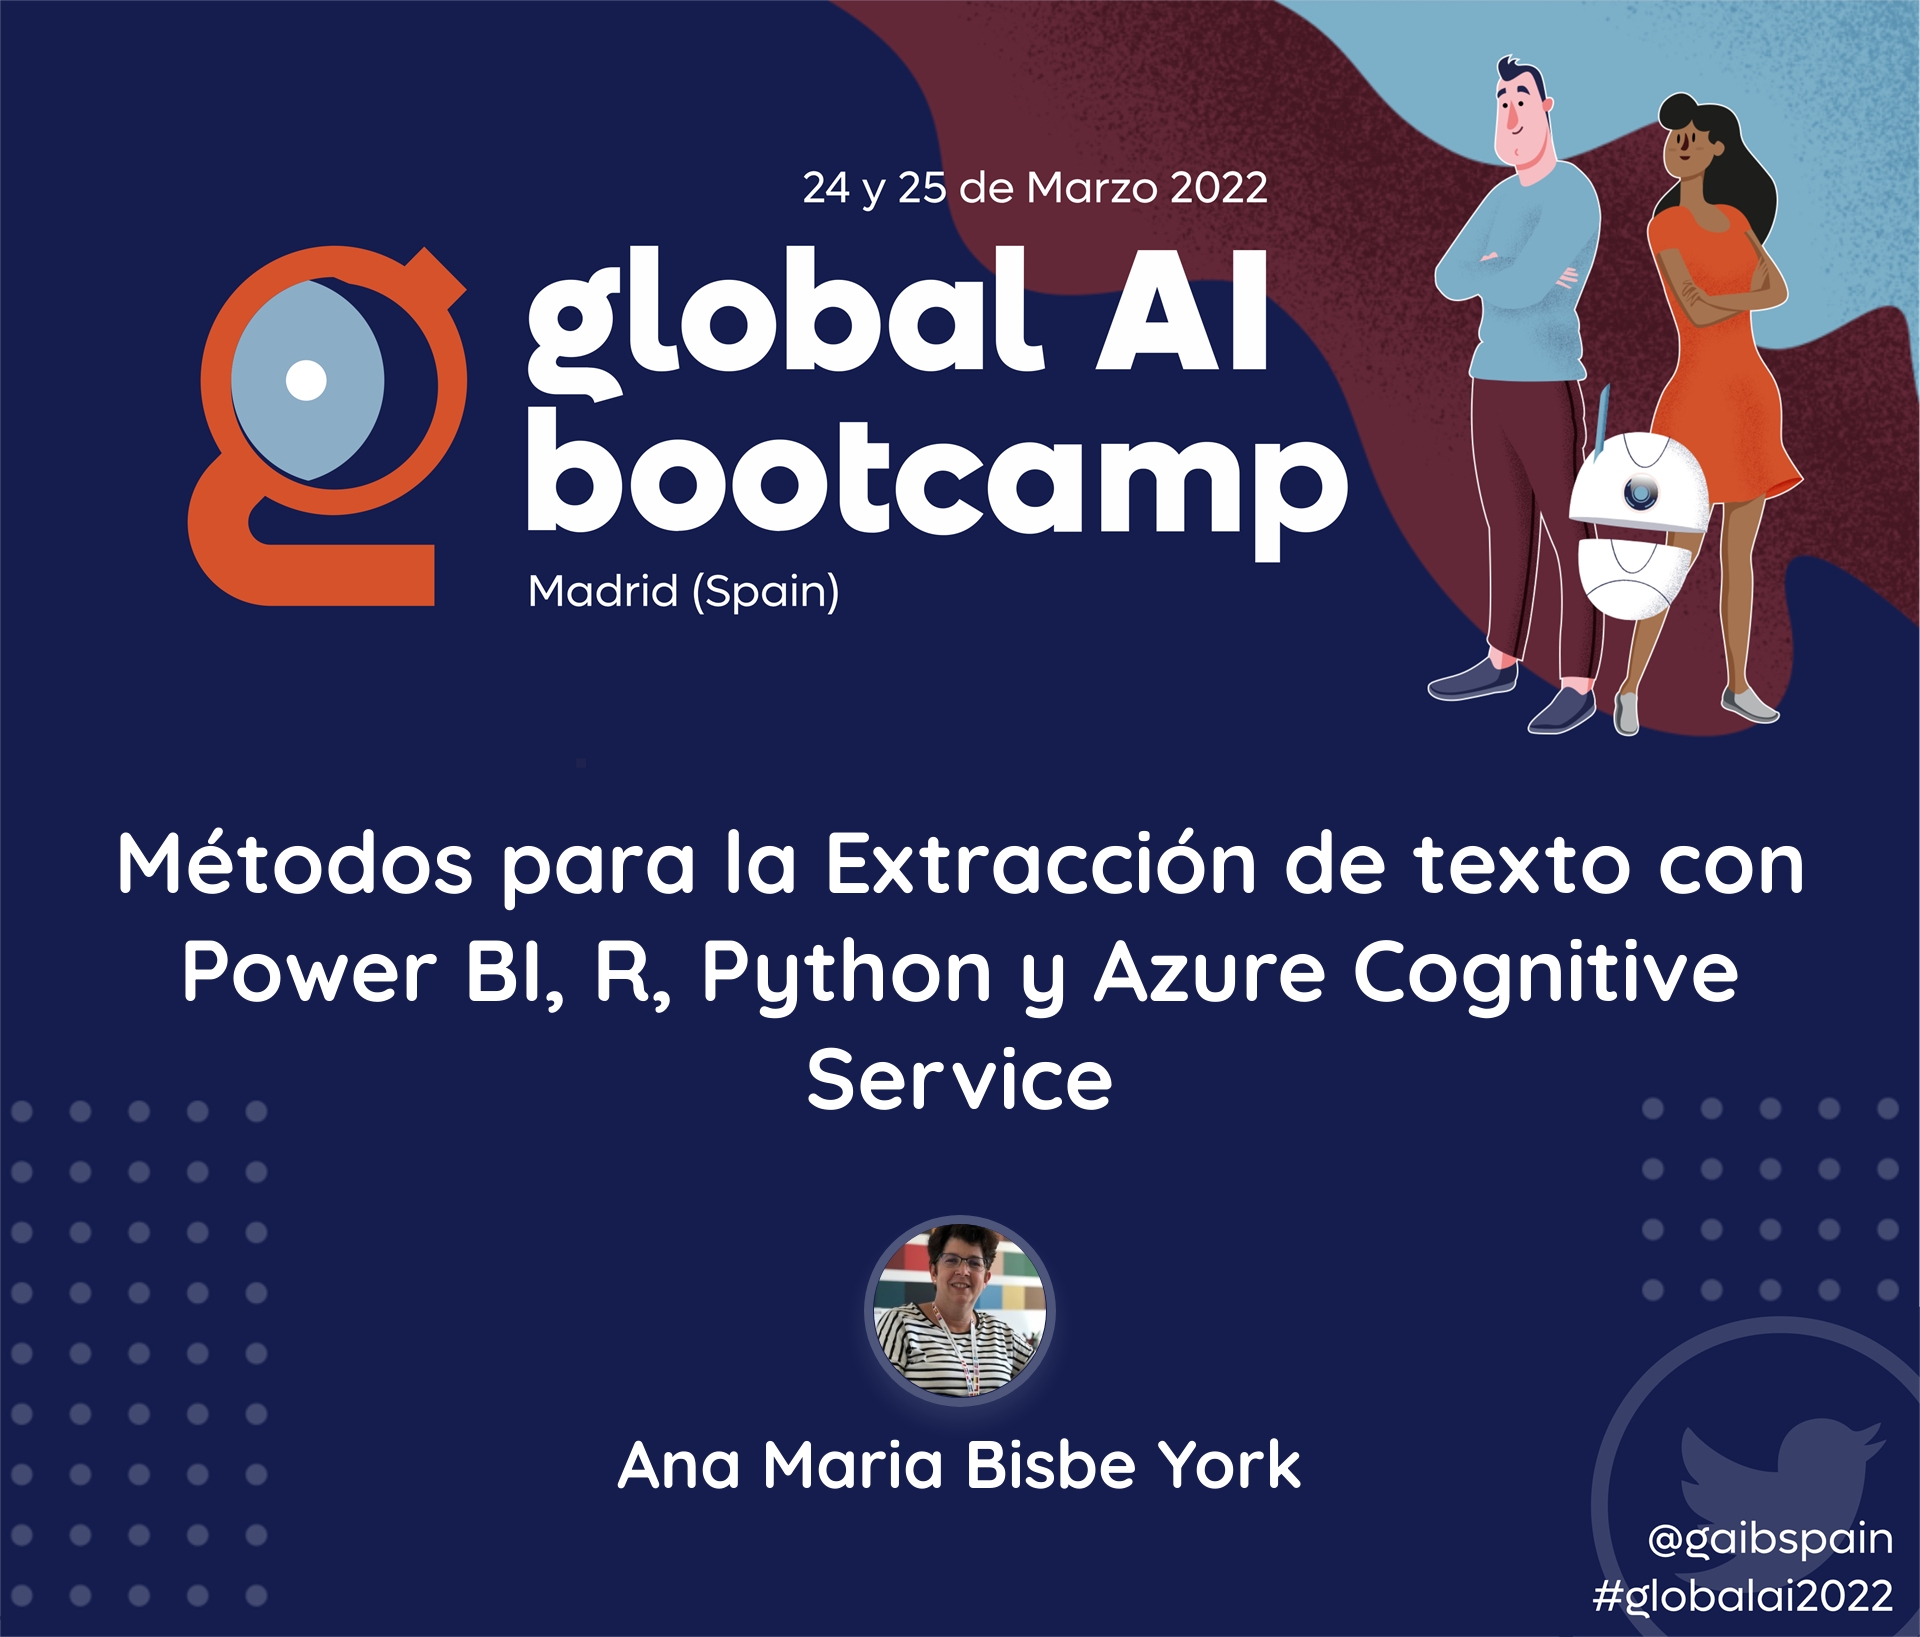 24 y 25 de Marzo 2022
global AI
bootcamp
Madrid (Spain)
Métodos para la Extracción de texto con
Power BI, R, Python y Azure Cognitive
Service
Ana Maria Bisbe York
@gaibspain
#globalai2022